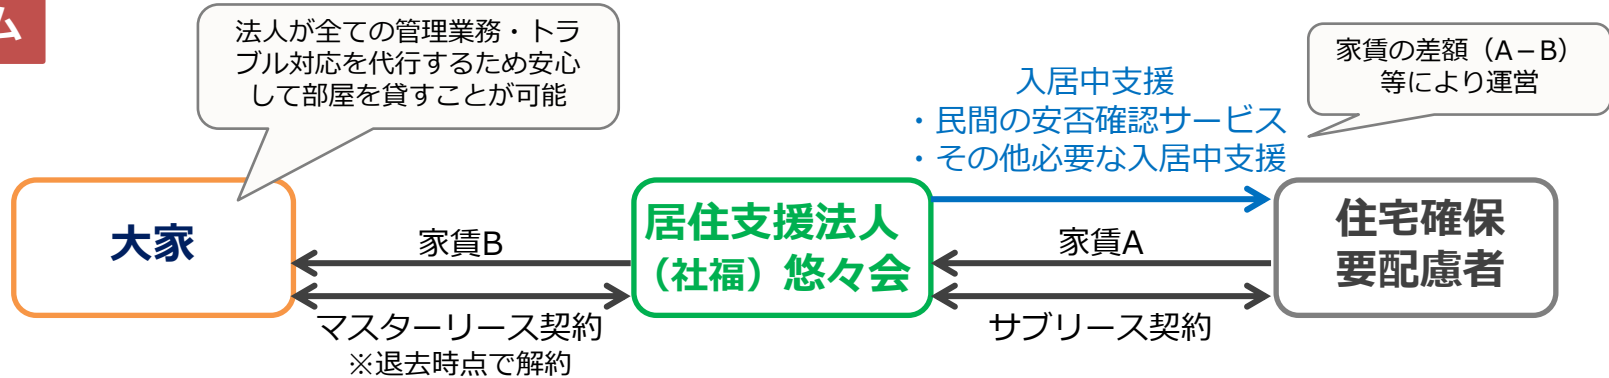 ム
法人が全ての管理業務・トラ
ブル対応を代行するため安心
して部屋を貸すことが可能
家賃の差額（A－B）
等により運営
入居中支援
・民間の安否確認サービス
・その他必要な入居中支援
大家
家賃B
居住支援法人
（社福）悠々会
家賃A
住宅確保
要配慮者
マスターリース契約
※退去時点で解約
サブリース契約